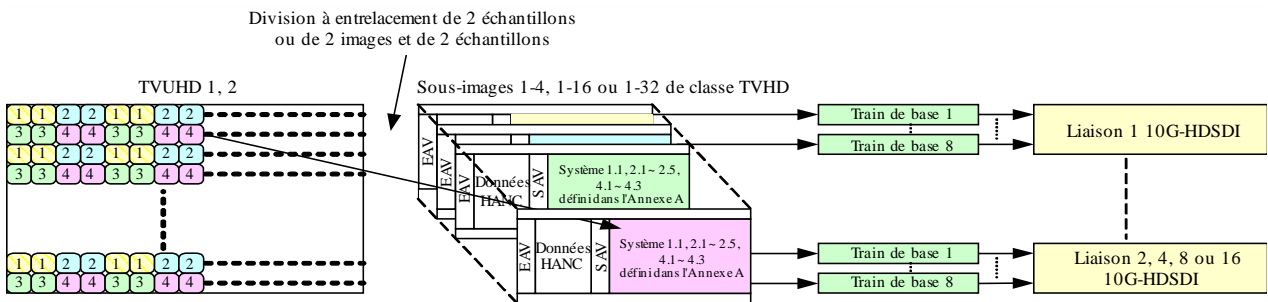 Division à entrelacement de 2 échantillons
ou de 2 images et de 2 échantillons
TVUHD 1, 2
Sous-images 1-4, 1-16 ou 1-32 de classe TVHD
1 1 2 2 1 1 2 2
3 3 4 4 3 3 4 4
1 1 2 2 1 1 2 2
3 3 4 4 3 3 4 4
1 1 2 2 1 1 2 2
3 3 4 4 3 3 4 4
EAV
EAV
EAV
Données
HANC
SAV
Système 1.1, 2.1~ 2.5,
4.1~ 4.3
défini dans l'Annexe A
EAV
Données
HANC
SAV
Système 1.1, 2.1~ 2.5,
4.1~ 4.3
défini dans l'Annexe A
Train de base 1
Train de base 8
Liaison 1 10G-HDSDI
Train de base 1
Train de base 8
Liaison 2, 4, 8 ou 16
10G-HDSDI